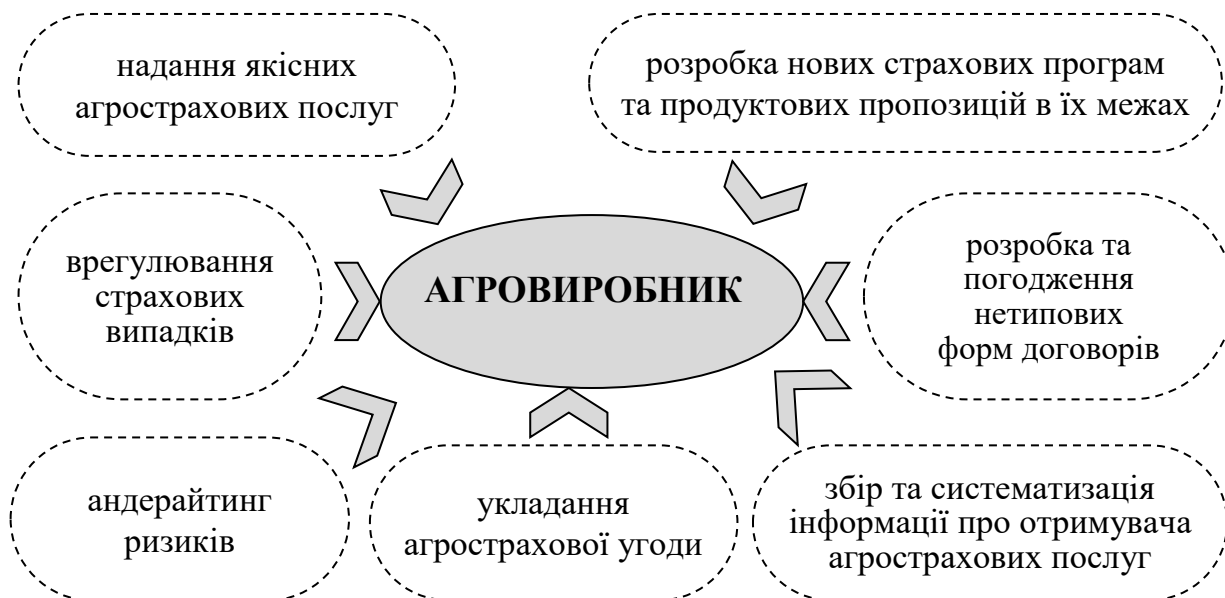 надання якісних
агрострахових послуг
розробка нових страхових програм
та продуктових пропозицій в їх межах
врегулювання
страхових
випадків
АГРОВИРОБНИК
розробка та
погодження
нетипових
форм договорів
андерайтинг
ризиків
укладання
агрострахової угоди
збір та систематизація
інформації про отримувача
агрострахових послуг